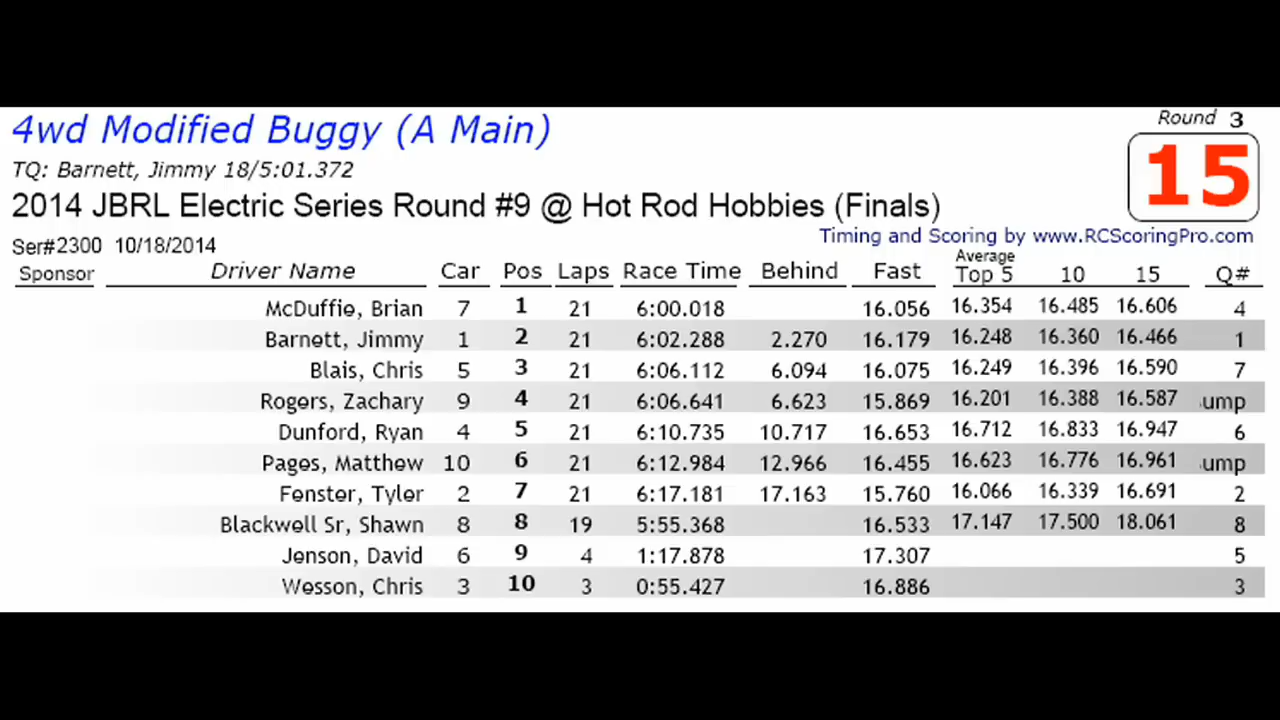 4wd Modified Buggy (A Main)
Round 3
TQ: Barnett, Jimmy 18/5:01.372
15
2014 JBRL Electric Series Round #9 @ Hot Rod Hobbies (Finals)
Timing and Scoring by www.RCScoringPro.com
Ser#2300 10/18/2014
Average
Sponsor Driver Name Car Pos Laps Race Time Behind Fast Top 5 10 15 Q#
McDuffie, Brian 7 1 21 6:00.018 16.056 16.354 16.485 16.606 4
Barnett, Jimmy 1 2 21 6:02.288 2.270 16.179 16.248 16.360 16.466 1
Blais, Chris 5 3 21 6:06.112 6.094 16.075 16.249 16.396 16.590 7
Rogers, Zachary 9 4 21 6:06.641 6.623 15.869 16.201 16.388 16.587 ump
Dunford, Ryan 4 5 21 6:10.735 10.717 16.653 16.712 16.833 16.947 6
Pages, Matthew 10 6 21 6:12.984 12.966 16.455 16.623 16.776 16.961 ump
Fenster, Tyler 2 7 21 6:17.181 17.163 15.760 16.066 16.339 16.691 2
Blackwell Sr, Shawn 8 8 19 5:55.368 16.533 17.147 17.500 18.061 8
Jenson, David 6 9 4 1:17.878 17.307 5
Wesson, Chris 3 10 3 0:55.427 16.886 3